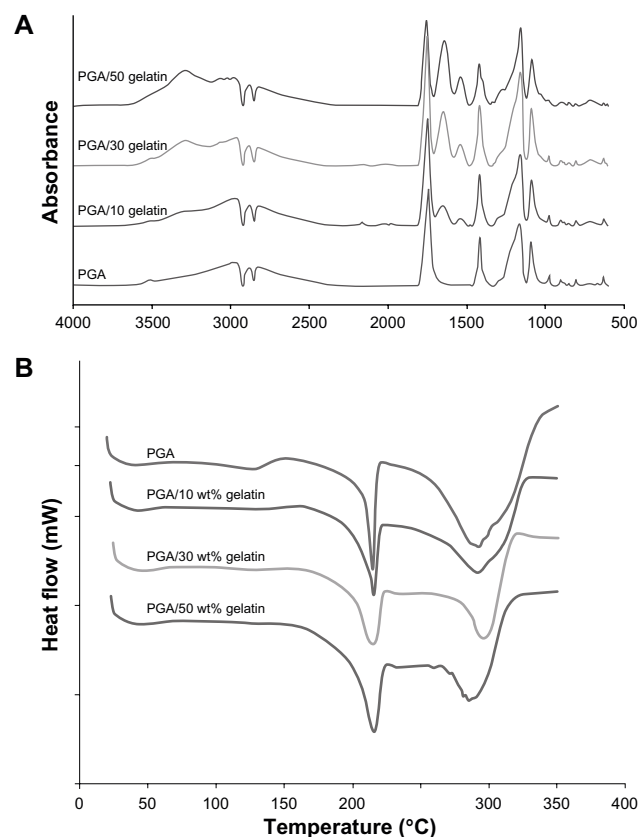 A
Absorbance
PGA/50 gelatin
PGA/30 gelatin
PGA/10 gelatin
PGA
4000 3500 3000 2500 2000 1500 1000 500
B
Heat flow (mW)
PGA
PGA/10 wt% gelatin
PGA/30 wt% gelatin
PGA/50 wt% gelatin
0 50 100 150 200 250 300 350 400
Temperature (°C)